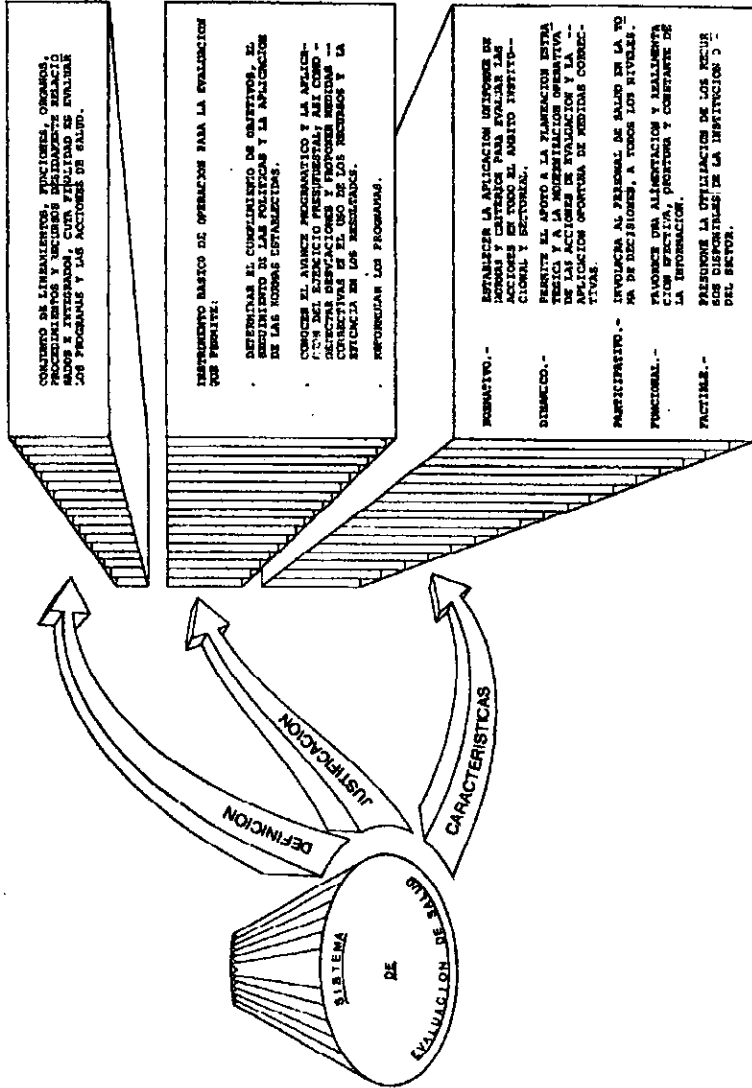 SISTEMA
DE
EVALUACION DE SALUD
DEFINICION
CONJUNTO DE LINEAMIENTOS, FUNCIONES, ORGANOS,
PROCEDIMIENTOS Y RECURSOS DEBIDAMENTE RELACIO
NADOS E INTEGRADOS, CUYA FINALIDAD ES EVALUAR
LOS PROGRAMAS Y LAS ACCIONES DE SALUD.
JUSTIFICACION
INSTRUMENTO BASICO DE OPERACION PARA LA EVALUACION
QUE PERMITE:
. DETERMINAR EL CUMPLIMIENTO DE OBJETIVOS, EL
SEGUIMIENTO DE LAS POLITICAS Y LA APLICACION
DE LAS NORMAS ESTABLECIDAS.
. CONOCER EL AVANCE PROGRAMATICO Y LA APLICA-
CION DEL EJERCICIO PRESUPUESTAL, ASI COMO -
DETECTAR DESVIACIONES Y PROPONER MEDIDAS --
CORRECTIVAS EN EL USO DE LOS RECURSOS Y LA
EFICACIA EN LOS RESULTADOS.
. REFORMULAR LOS PROGRAMAS.
CARACTERISTICAS
NORMATIVO.- ESTABLECER LA APLICACION UNIFORME DE
NORMAS Y CRITERIOS PARA EVALUAR LAS
ACCIONES EN TODO EL AMBITO INSTITU--
CIONAL Y SECTORIAL.
DINAMICO.- PERMITE EL APOYO A LA PLANEACION ESTRA
TEGICA Y A LA MODERNIZACION OPERATIVA
DE LAS ACCIONES DE EVALUACION Y LA --
APLICACION OPORTUNA DE MEDIDAS CORREC-
TIVAS.
PARTICIPATIVO.- INVOLUCRA AL PERSONAL DE SALUD EN LA TO
MA DE DECISIONES, A TODOS LOS NIVELES.
FUNCIONAL.- FAVORECE UNA ALIMENTACION Y REALIMENTA
CION EFECTIVA, OPORTUNA Y CONSTANTE DE
LA INFORMACION.
FACTIBLE.- PRESUPONE LA UTILIZACION DE LOS RECUR
SOS DISPONIBLES DE LA INSTITUCION O -
DEL SECTOR.